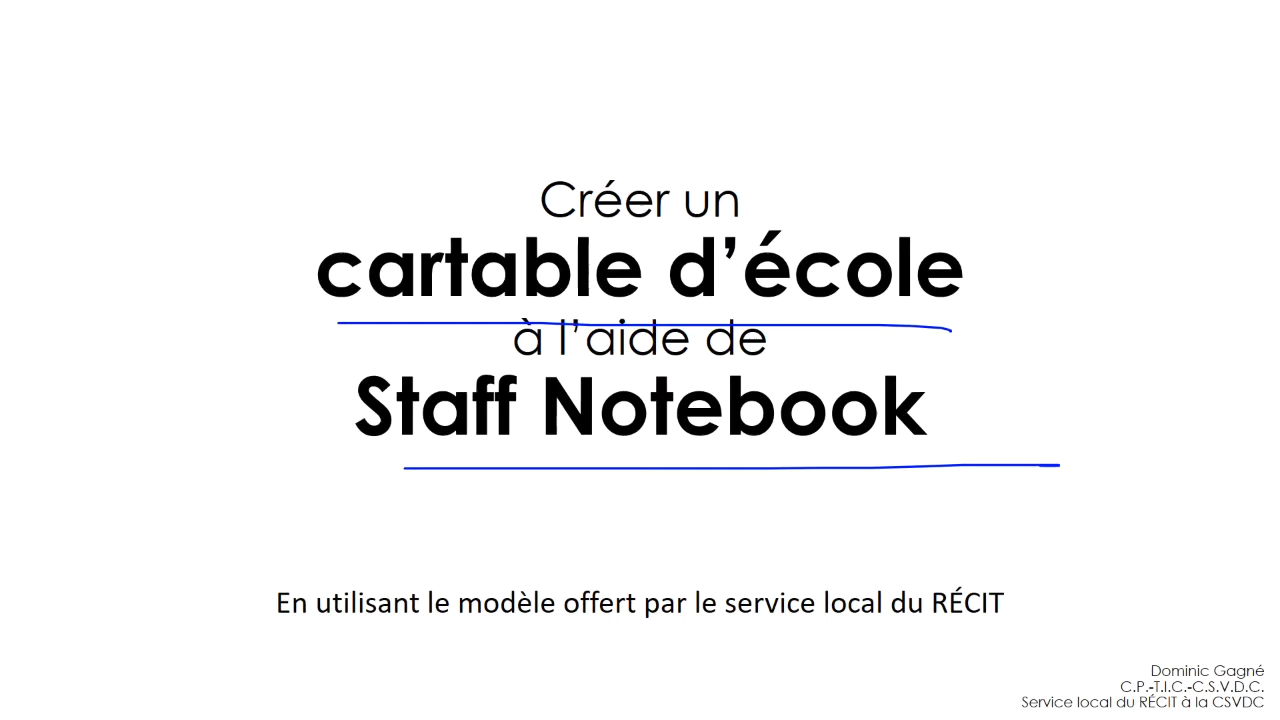 Créer un
cartable d’école
à l’aide de
Staff Notebook
En utilisant le modèle offert par le service local du RÉCIT
Dominic Gagné
C.P.-T.I.C.-C.S.V.D.C.
Service local du RÉCIT à la CSVDC